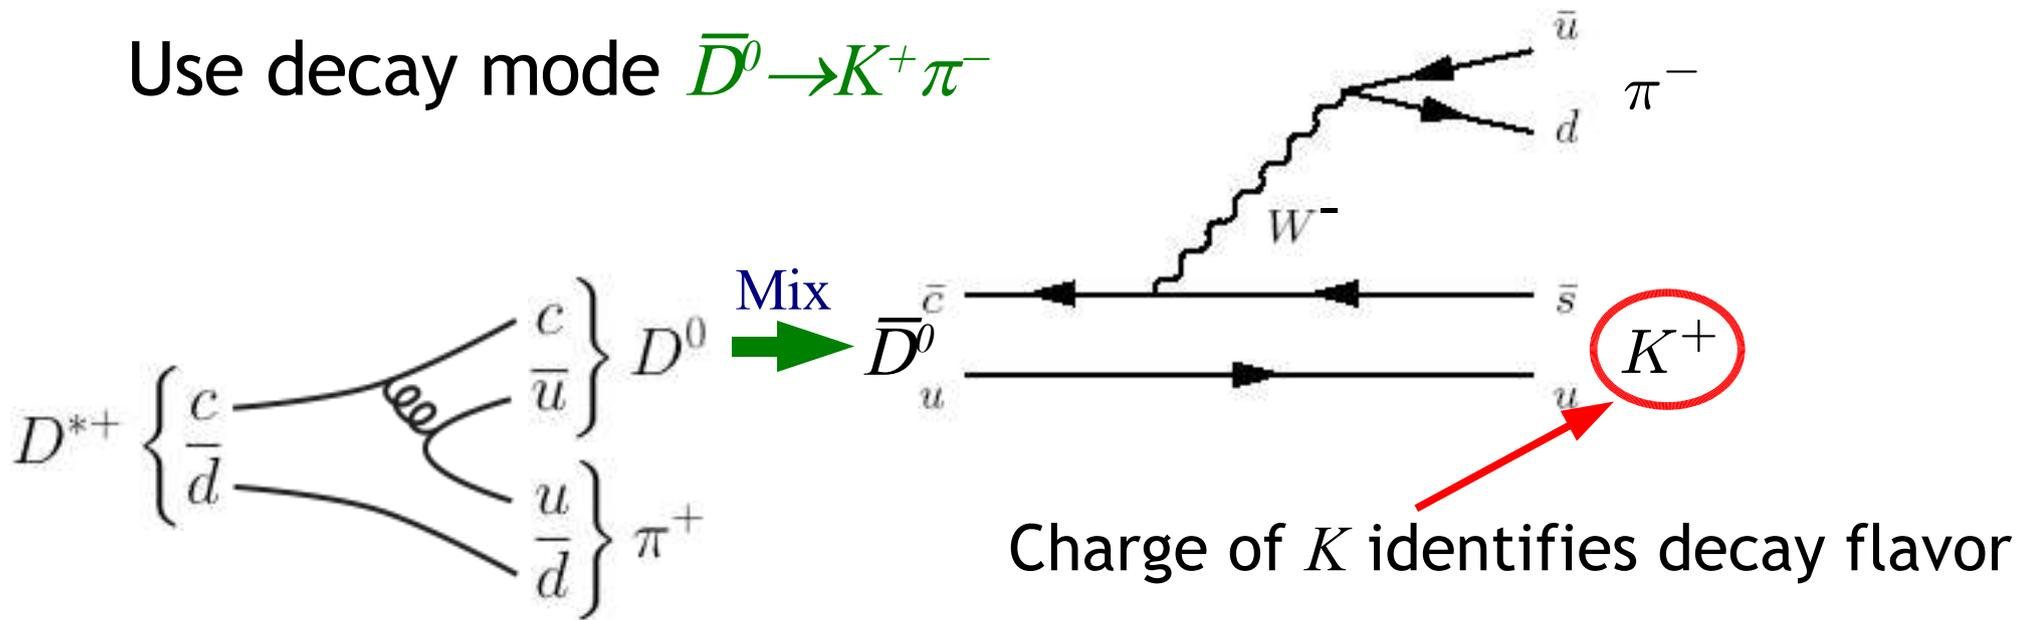 Use decay mode D̅⁰→K⁺π⁻
u̅
π⁻
d
W⁻
Mix
c̅
s̅
D̅⁰
K⁺
u
u
c
D⁰
u̅
D*⁺
c
d̅
u
π⁺
d̅
Charge of K identifies decay flavor